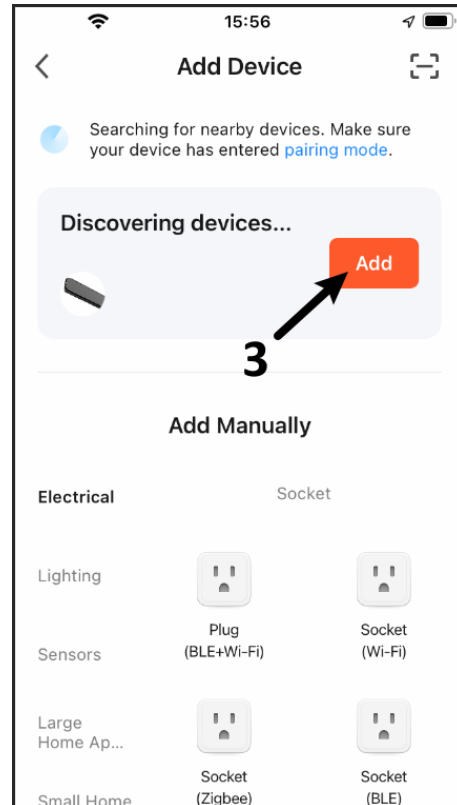 15:56
Add Device
Searching for nearby devices. Make sure
your device has entered pairing mode.
Discovering devices...
Add
3
Add Manually
Electrical
Socket
Lighting
Plug
(BLE+Wi-Fi)
Socket
(Wi-Fi)
Sensors
Large
Home Ap...
Socket
(Zigbee)
Socket
(BLE)
Small Home